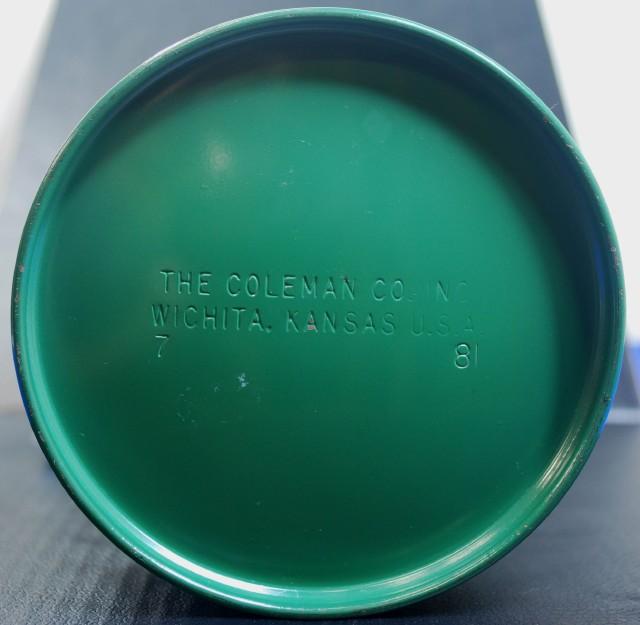 THE COLEMAN CO. INC.
WICHITA, KANSAS U.S.A.
7 81